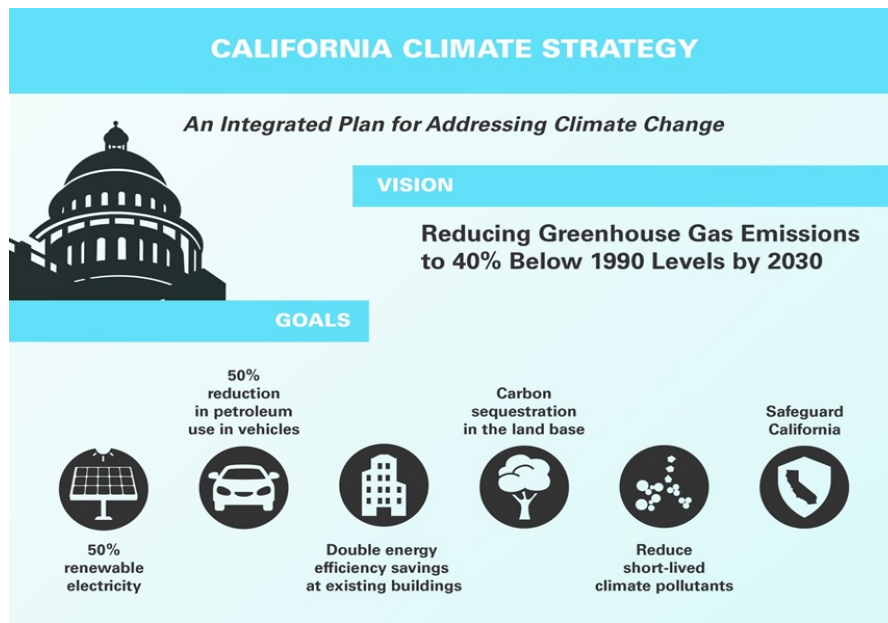 CALIFORNIA CLIMATE STRATEGY
An Integrated Plan for Addressing Climate Change
VISION
Reducing Greenhouse Gas Emissions
to 40% Below 1990 Levels by 2030
GOALS
50%
renewable
electricity
50%
reduction
in petroleum
use in vehicles
Double energy
efficiency savings
at existing buildings
Carbon
sequestration
in the land base
Reduce
short-lived
climate pollutants
Safeguard
California